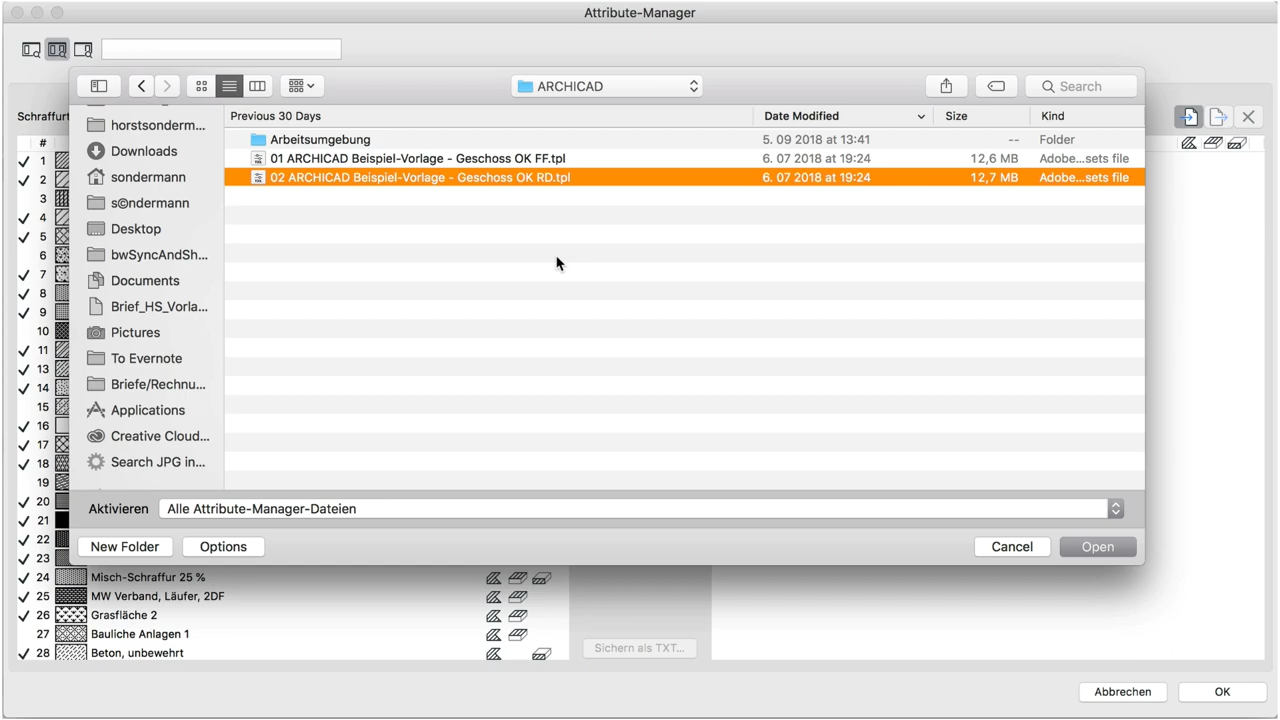 Attribute-Manager
ARCHICAD
Search
Schraffurt
Previous 30 Days
Date Modified
Size
Kind
#
horstsonderm...
Downloads
sondermann
s©ndermann
Desktop
bwSyncAndSh...
Documents
Brief_HS_Vorla...
Pictures
To Evernote
Briefe/Rechnu...
Applications
Creative Cloud...
Search JPG in...
Arbeitsumgebung 5. 09 2018 at 13:41 -- Folder
01 ARCHICAD Beispiel-Vorlage - Geschoss OK FF.tpl 6. 07 2018 at 19:24 12,6 MB Adobe...sets file
02 ARCHICAD Beispiel-Vorlage - Geschoss OK RD.tpl 6. 07 2018 at 19:24 12,7 MB Adobe...sets file
1
2
3
4
5
6
7
8
9
10
11
13
14
15
16
17
18
19
20
21
22
23
Aktivieren Alle Attribute-Manager-Dateien
New Folder Options Cancel Open
24 Misch-Schraffur 25 %
25 MW Verband, Läufer, 2DF
26 Grasfläche 2
27 Bauliche Anlagen 1
28 Beton, unbewehrt
Sichern als TXT...
Abbrechen OK